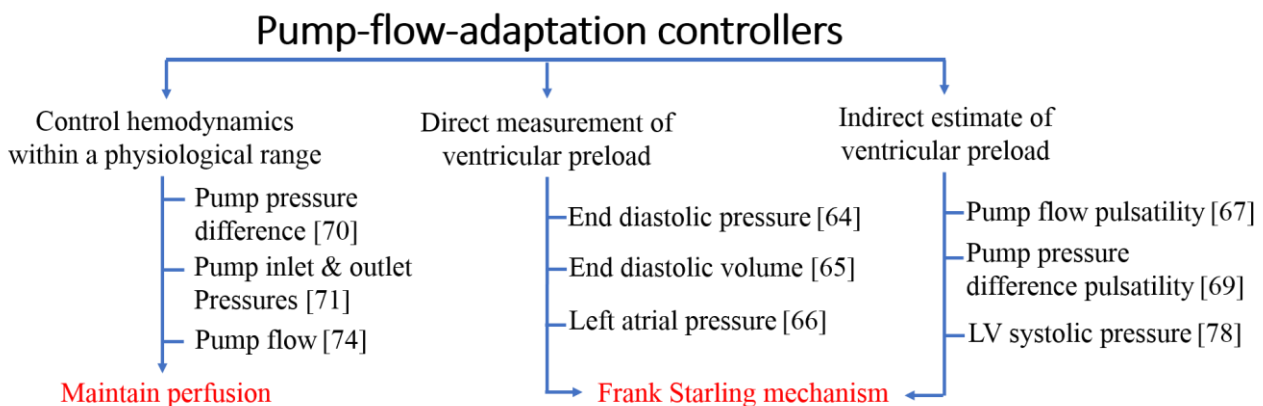 Pump-flow-adaptation controllers
Control hemodynamics
within a physiological range
Pump pressure
difference [70]
Pump inlet & outlet
Pressures [71]
Pump flow [74]
Maintain perfusion
Direct measurement of
ventricular preload
End diastolic pressure [64]
End diastolic volume [65]
Left atrial pressure [66]
Indirect estimate of
ventricular preload
Pump flow pulsatility [67]
Pump pressure
difference pulsatility [69]
LV systolic pressure [78]
Frank Starling mechanism